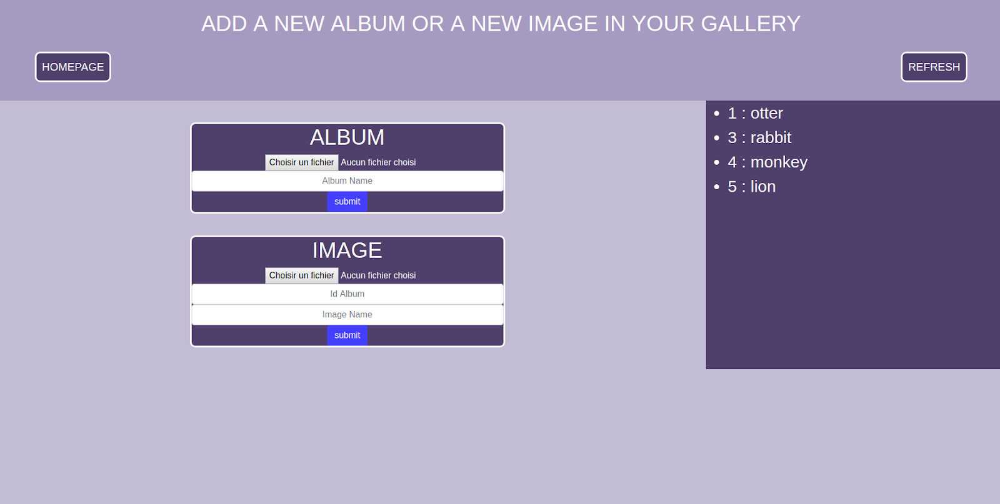 ADD A NEW ALBUM OR A NEW IMAGE IN YOUR GALLERY
HOMEPAGE
REFRESH
ALBUM
Choisir un fichier Aucun fichier choisi
Album Name
submit
IMAGE
Choisir un fichier Aucun fichier choisi
Id Album
Image Name
submit
• 1 : otter
• 3 : rabbit
• 4 : monkey
• 5 : lion